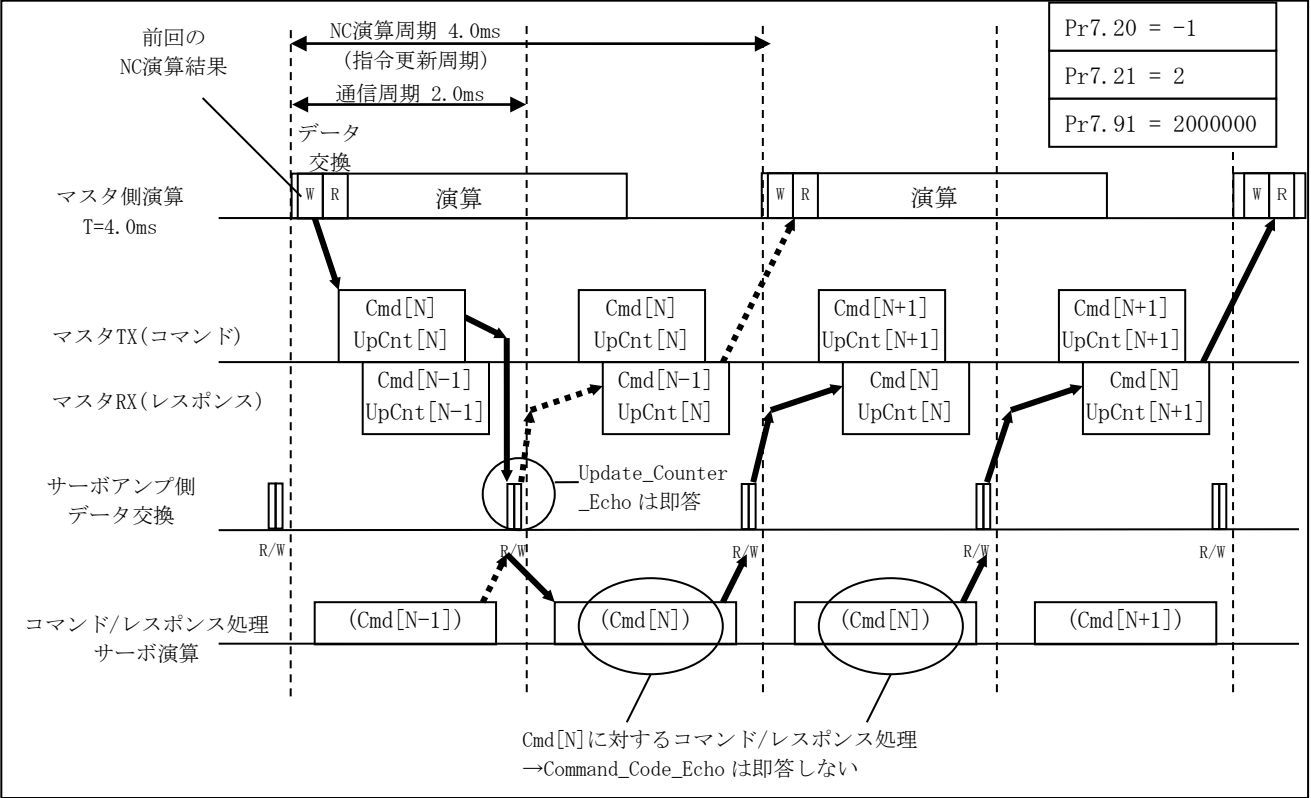 前回の
NC演算結果
NC演算周期 4.0ms
(指令更新周期)
通信周期 2.0ms
Pr7.20 = -1
Pr7.21 = 2
Pr7.91 = 2000000
データ
交換
マスタ側演算
T=4.0ms
W R 演算 W R 演算 W R
マスタTX(コマンド)
Cmd[N]
UpCnt[N]
Cmd[N]
UpCnt[N]
Cmd[N+1]
UpCnt[N+1]
Cmd[N+1]
UpCnt[N+1]
マスタRX(レスポンス)
Cmd[N-1]
UpCnt[N-1]
Cmd[N-1]
UpCnt[N]
Cmd[N]
UpCnt[N]
Cmd[N]
UpCnt[N+1]
サーボアンプ側
データ交換
Update_Counter
_Echo は即答
R/W R/W R/W R/W R/W
コマンド/レスポンス処理
サーボ演算
(Cmd[N-1]) (Cmd[N]) (Cmd[N]) (Cmd[N+1])
Cmd[N]に対するコマンド/レスポンス処理
→Command_Code_Echo は即答しない